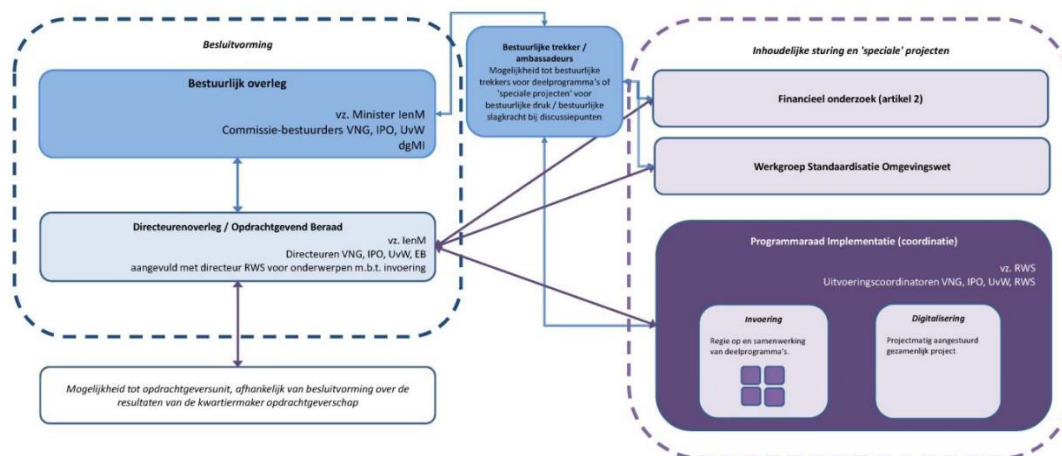 Besluitvorming
Bestuurlijk overleg
vz. Minister IenM
Commissie-bestuurders VNG, IPO, UvW
dgMI
Directeurenoverleg / Opdrachtgevend Beraad
vz. IenM
Directeuren VNG, IPO, UvW, EB
aangevuld met directeur RWS voor onderwerpen m.b.t. invoering
Mogelijkheid tot opdrachtgeversunit, afhankelijk van besluitvorming over de
resultaten van de kwartiermaker opdrachtgeverschap
Bestuurlijke trekker /
ambassadeurs
Mogelijkheid tot bestuurlijke
trekkers voor deelprogramma's of
'speciale projecten' voor
bestuurlijke druk / bestuurlijke
slagkracht bij discussiepunten
Inhoudelijke sturing en 'speciale' projecten
Financieel onderzoek (artikel 2)
Werkgroep Standaardisatie Omgevingswet
Programmaraad Implementatie (coordinatie)
vz. RWS
Uitvoeringscoordinatoren VNG, IPO, UvW, RWS
Invoering
Regie op en samenwerking
van deelprogramma's.
Digitalisering
Projectmatig aangestuurd
gezamenlijk project